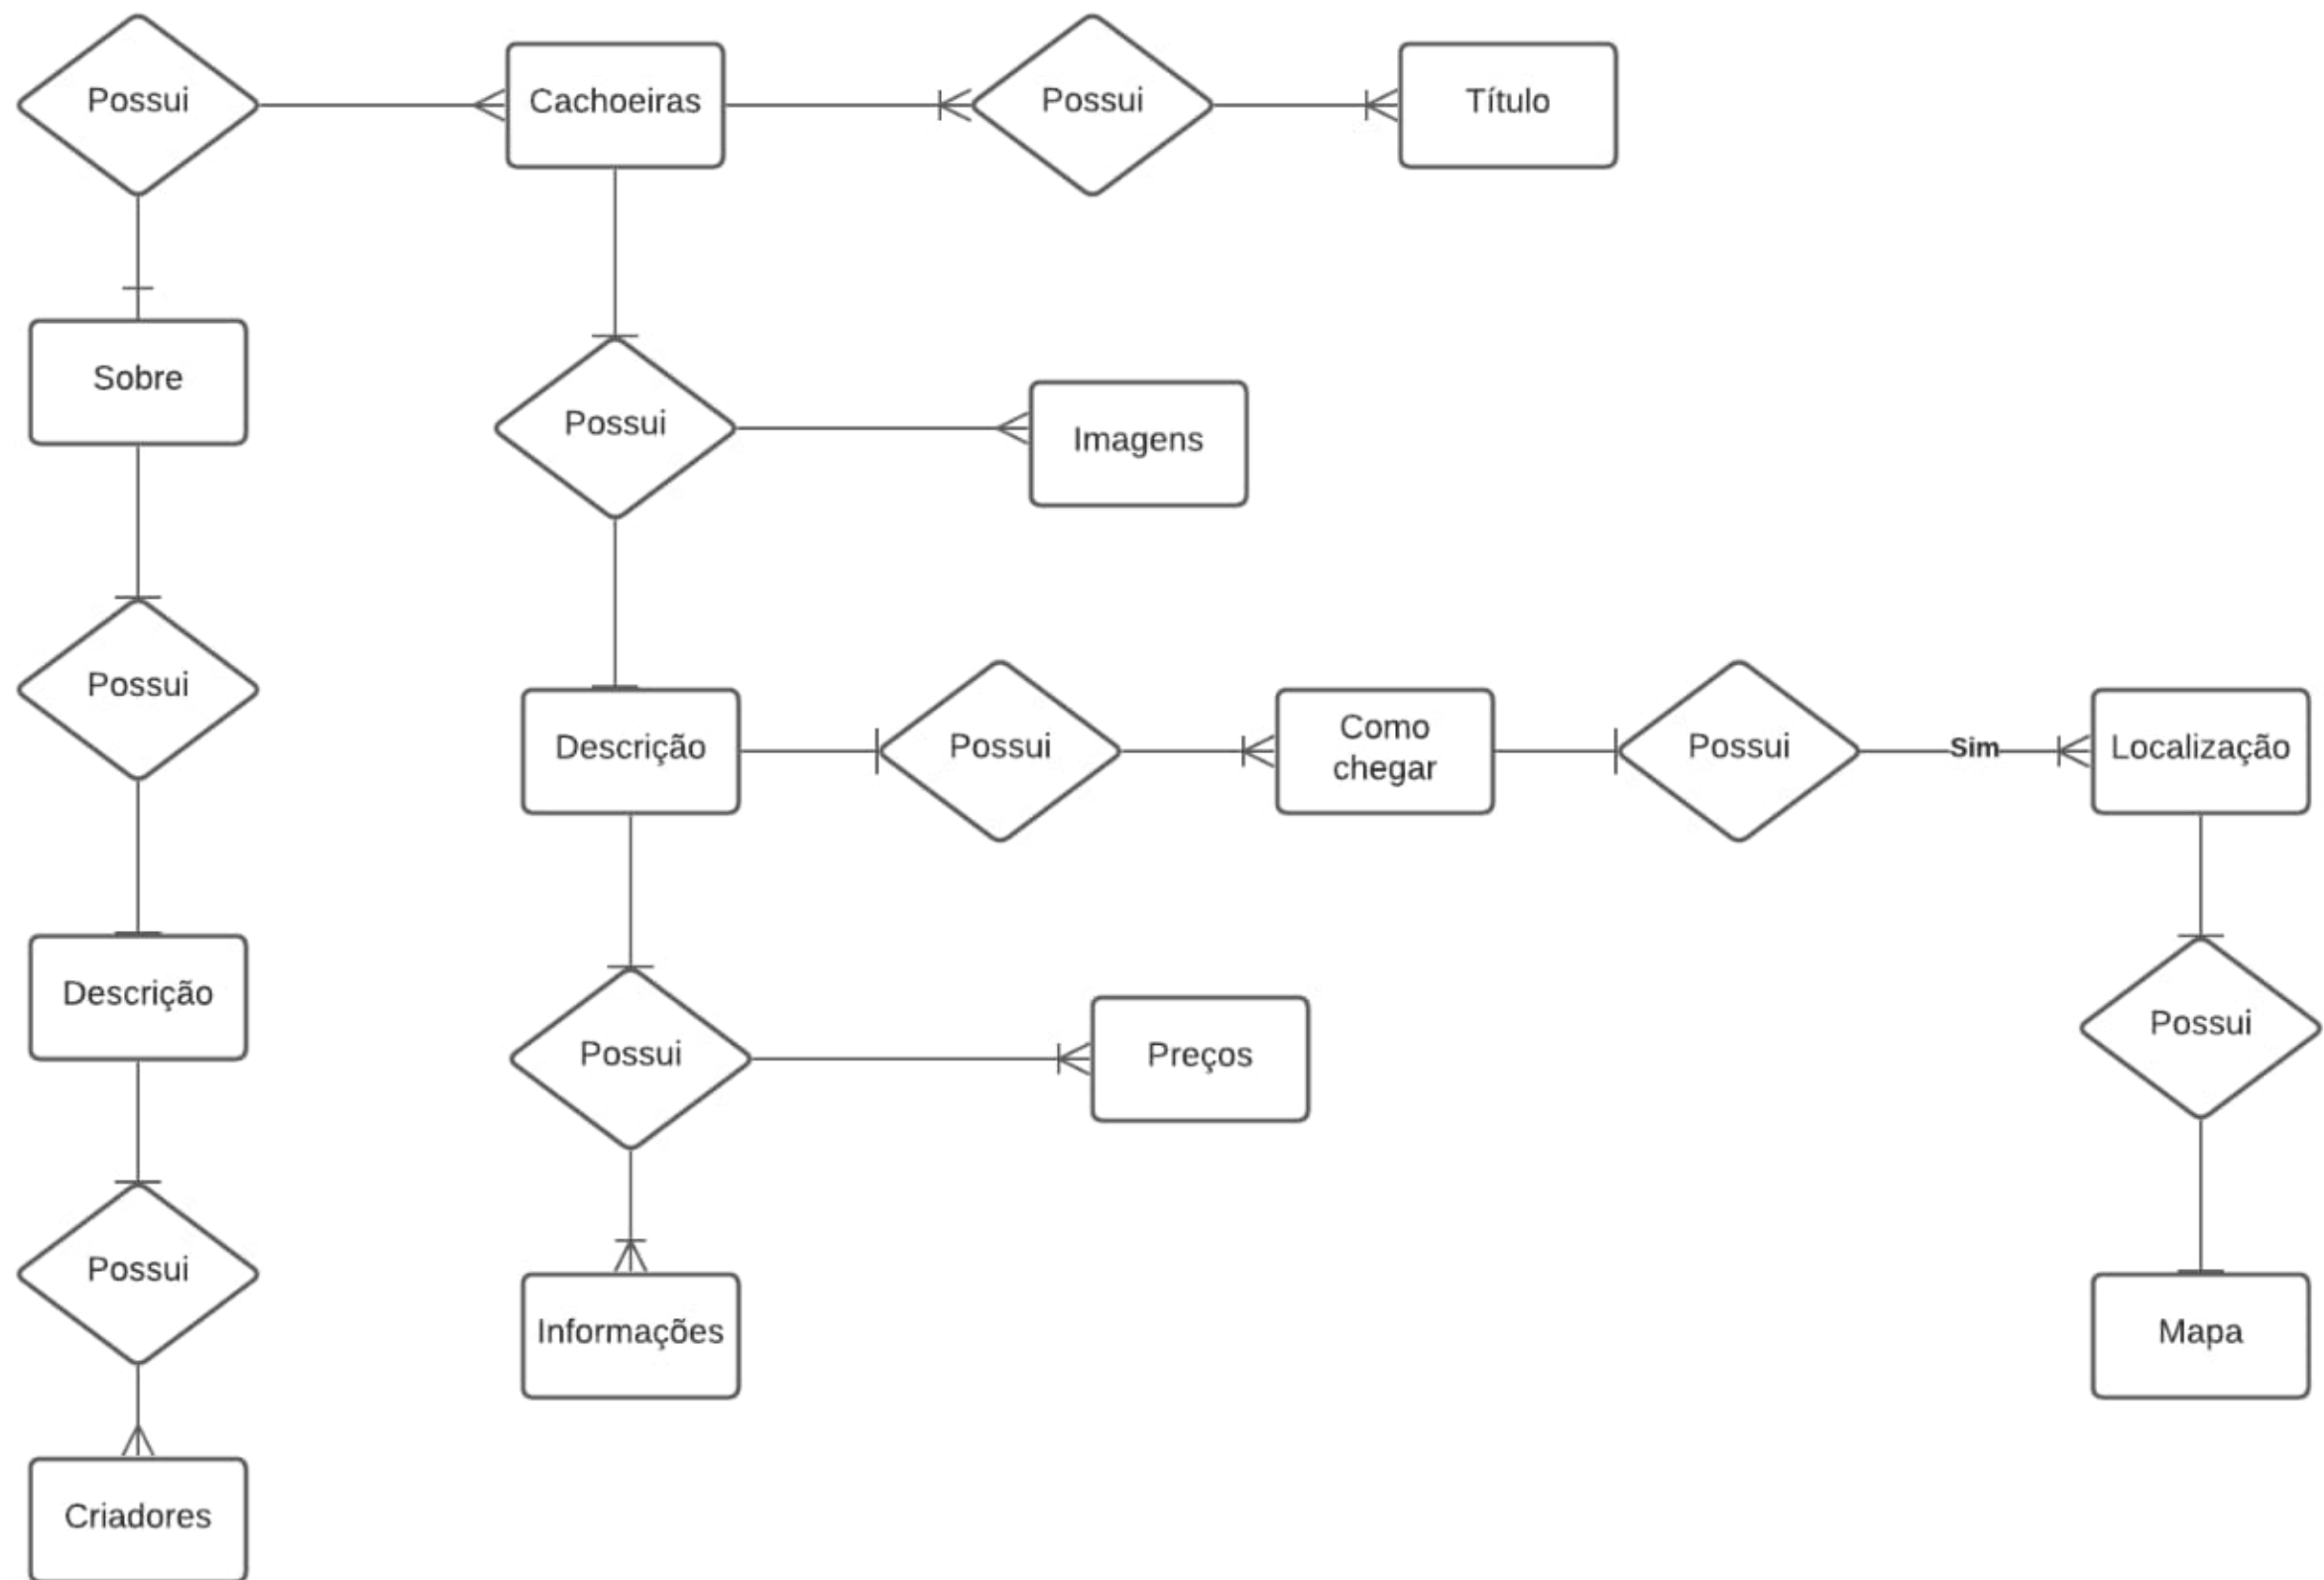 Possui
Cachoeiras
Possui
Título
Sobre
Possui
Imagens
Possui
Descrição
Possui
Como
chegar
Possui
Sim
Localização
Descrição
Possui
Preços
Possui
Possui
Informações
Mapa
Criadores